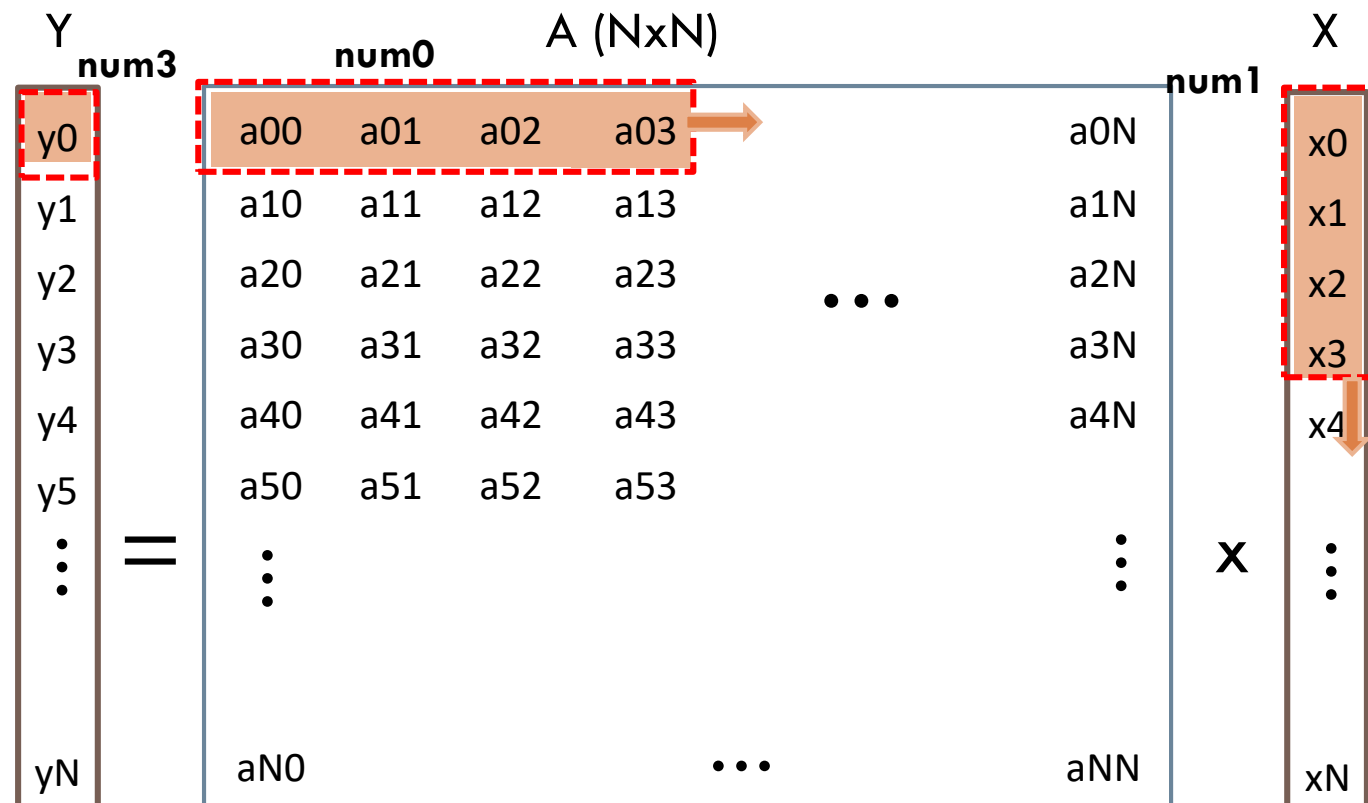 Y A (NxN) X
num3 num0 num1
y0 a00 a01 a02 a03 a0N x0
y1 a10 a11 a12 a13 a1N x1
y2 a20 a21 a22 a23 ... a2N x2
y3 a30 a31 a32 a33 a3N x3
y4 a40 a41 a42 a43 a4N x4
y5 a50 a51 a52 a53
⋮ = ⋮ ⋮ x ⋮
yN aN0 ... aNN xN